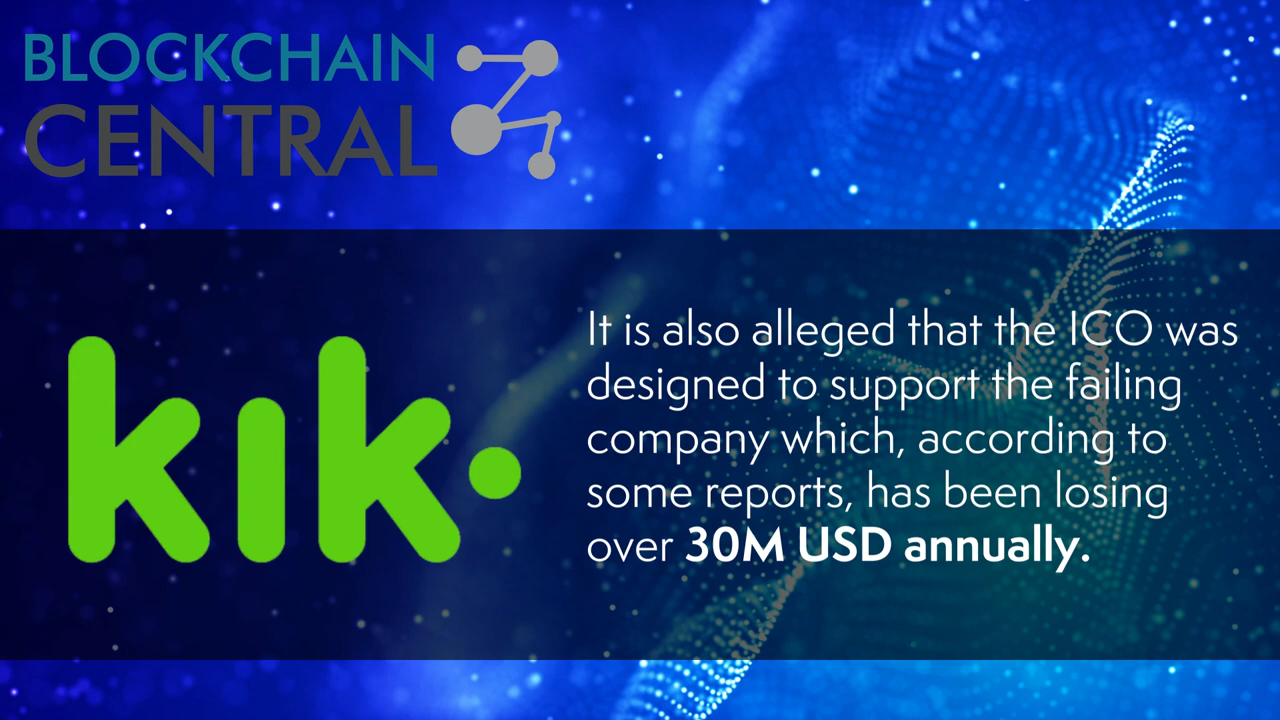 BLOCKCHAIN
CENTRAL
kik.
It is also alleged that the ICO was
designed to support the failing
company which, according to
some reports, has been losing
over 30M USD annually.